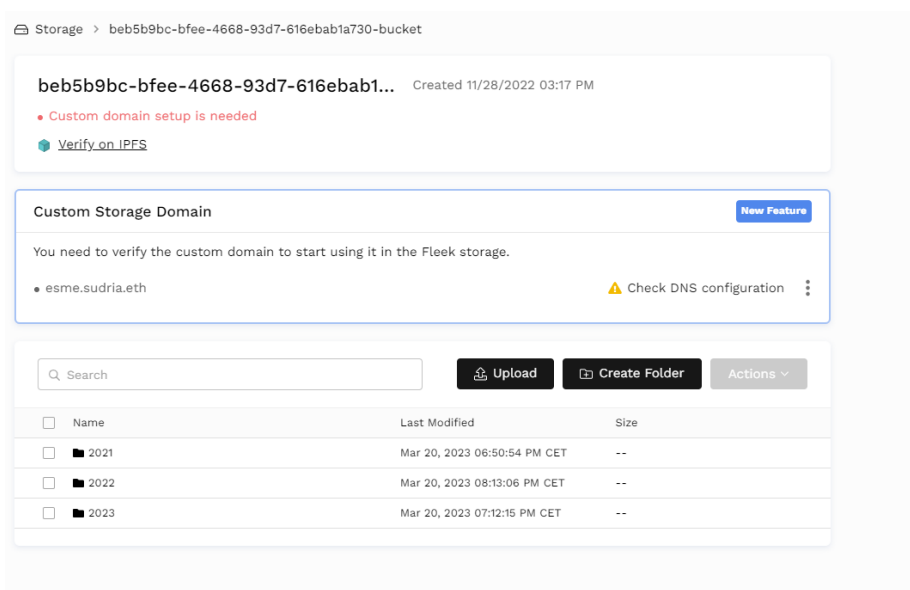 Storage > beb5b9bc-bfee-4668-93d7-616ebab1a730-bucket
beb5b9bc-bfee-4668-93d7-616ebab1... Created 11/28/2022 03:17 PM
• Custom domain setup is needed
Verify on IPFS
Custom Storage Domain New Feature
You need to verify the custom domain to start using it in the Fleek storage.
• esme.sudria.eth Check DNS configuration
Search Upload Create Folder Actions
Name Last Modified Size
2021 Mar 20, 2023 06:50:54 PM CET --
2022 Mar 20, 2023 08:13:06 PM CET --
2023 Mar 20, 2023 07:12:15 PM CET --